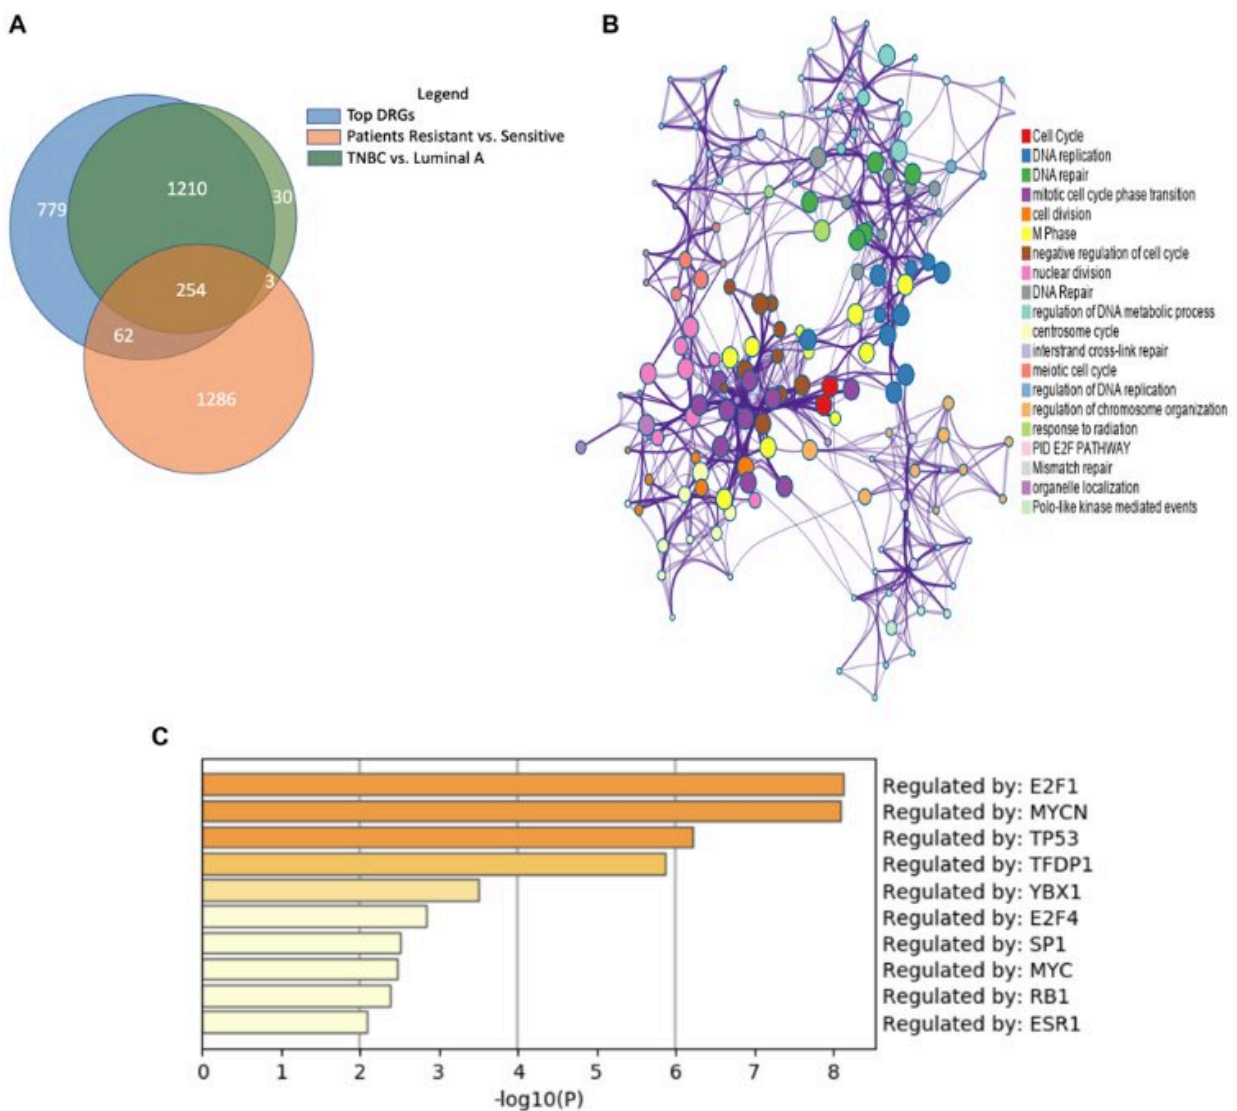 A
Legend
Top DRGs
Patients Resistant vs. Sensitive
TNBC vs. Luminal A
779
1210
30
254
3
62
1286
B
Cell Cycle
DNA replication
DNA repair
mitotic cell cycle phase transition
cell division
M Phase
negative regulation of cell cycle
nuclear division
DNA Repair
regulation of DNA metabolic process
centrosome cycle
interstrand cross-link repair
meiotic cell cycle
regulation of DNA replication
regulation of chromosome organization
response to radiation
PID E2F PATHWAY
Mismatch repair
organelle localization
Polo-like kinase mediated events
C
Regulated by: E2F1
Regulated by: MYCN
Regulated by: TP53
Regulated by: TFDP1
Regulated by: YBX1
Regulated by: E2F4
Regulated by: SP1
Regulated by: MYC
Regulated by: RB1
Regulated by: ESR1
0 1 2 3 4 5 6 7 8
-log10(P)